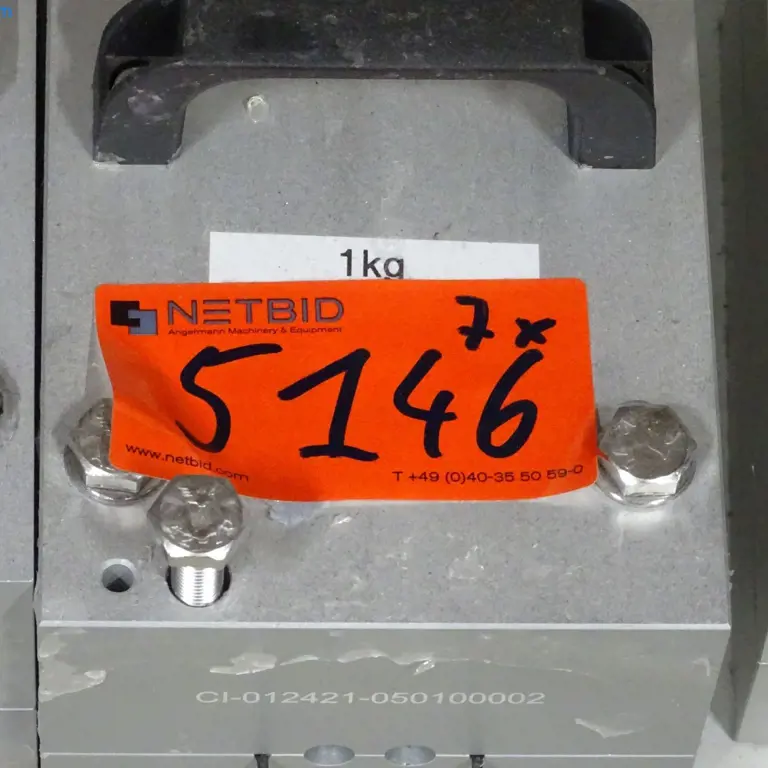 1kg
NETBID
7x
Angermann Machinery & Equipment
5146
www.netbid.com
T +49 (0)40-35 50 59-0
CI-012421-050100002